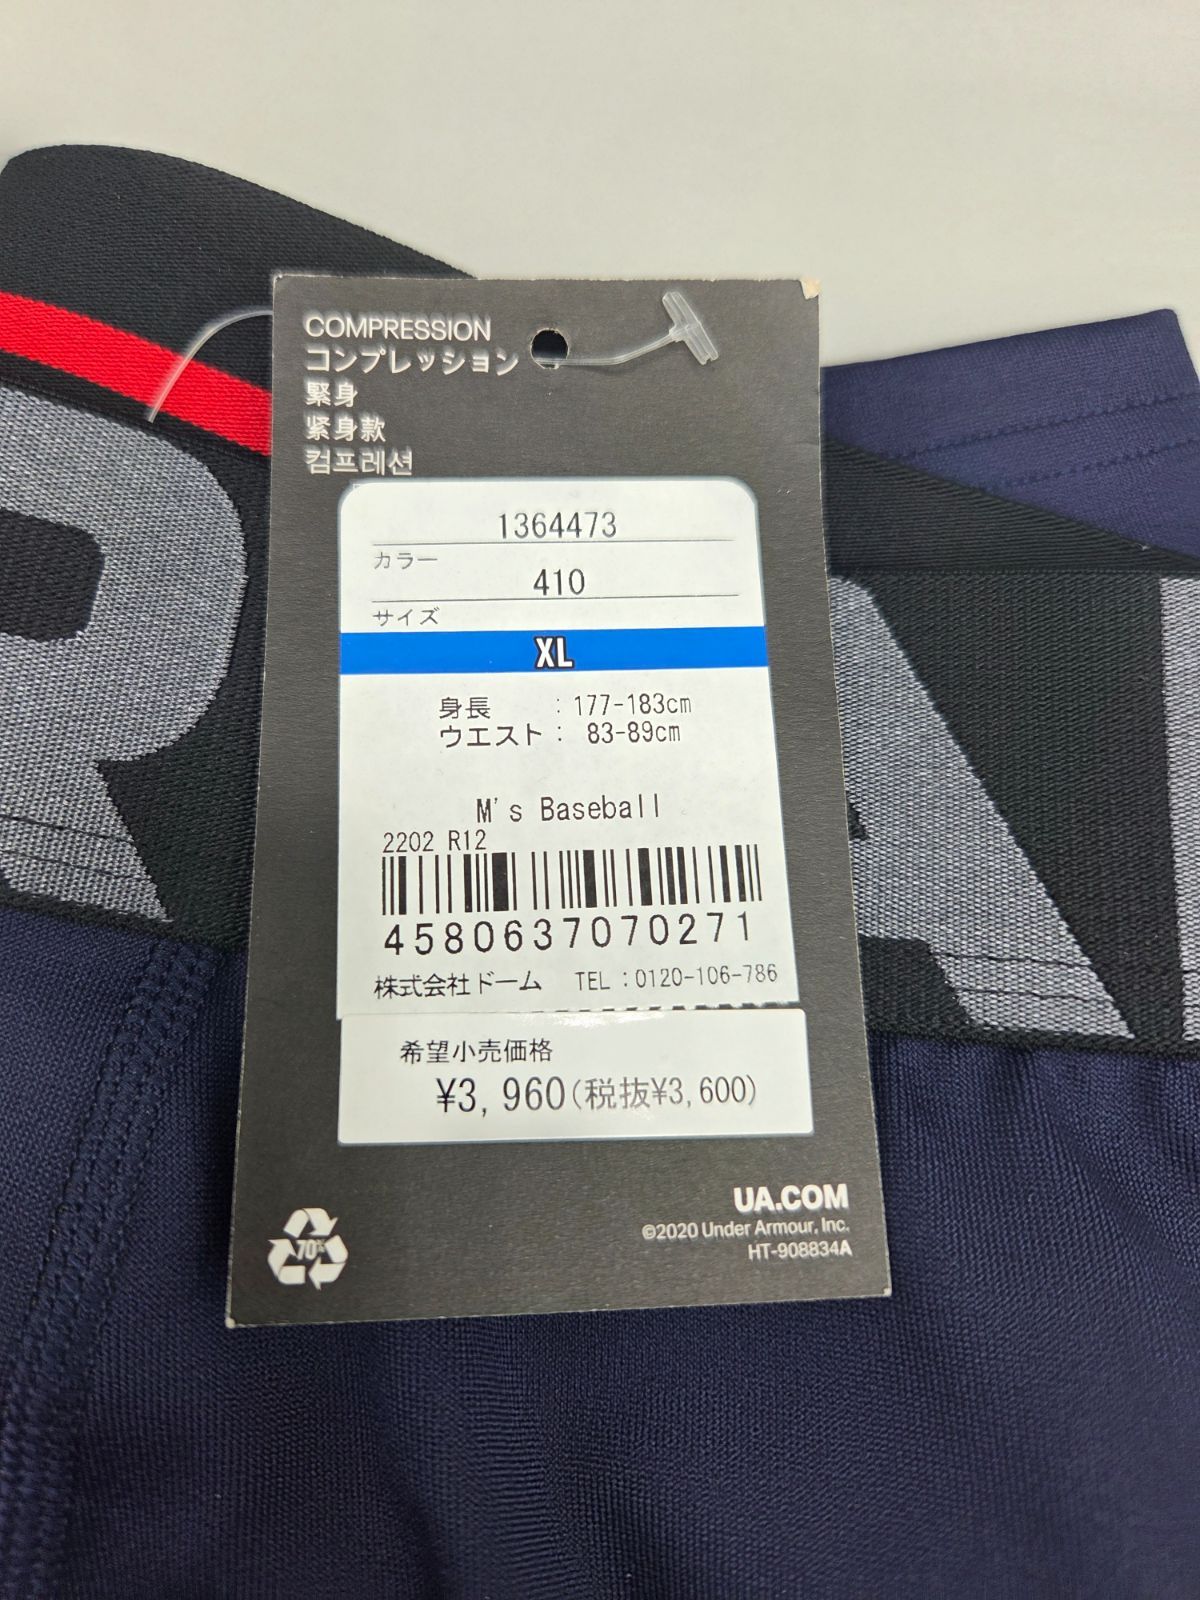 COMPRESSION
コンプレッション
緊身
紧身款
컴프레션
1364473
カラー
410
サイズ
XL
身長 : 177-183cm
ウエスト : 83-89cm
M's Baseball
2202 R12
4580637070271
株式会社ドーム TEL:0120-106-786
希望小売価格
¥3,960(税抜¥3,600)
UA.COM
©2020 Under Armour, Inc.
HT-908834A
70%
RA